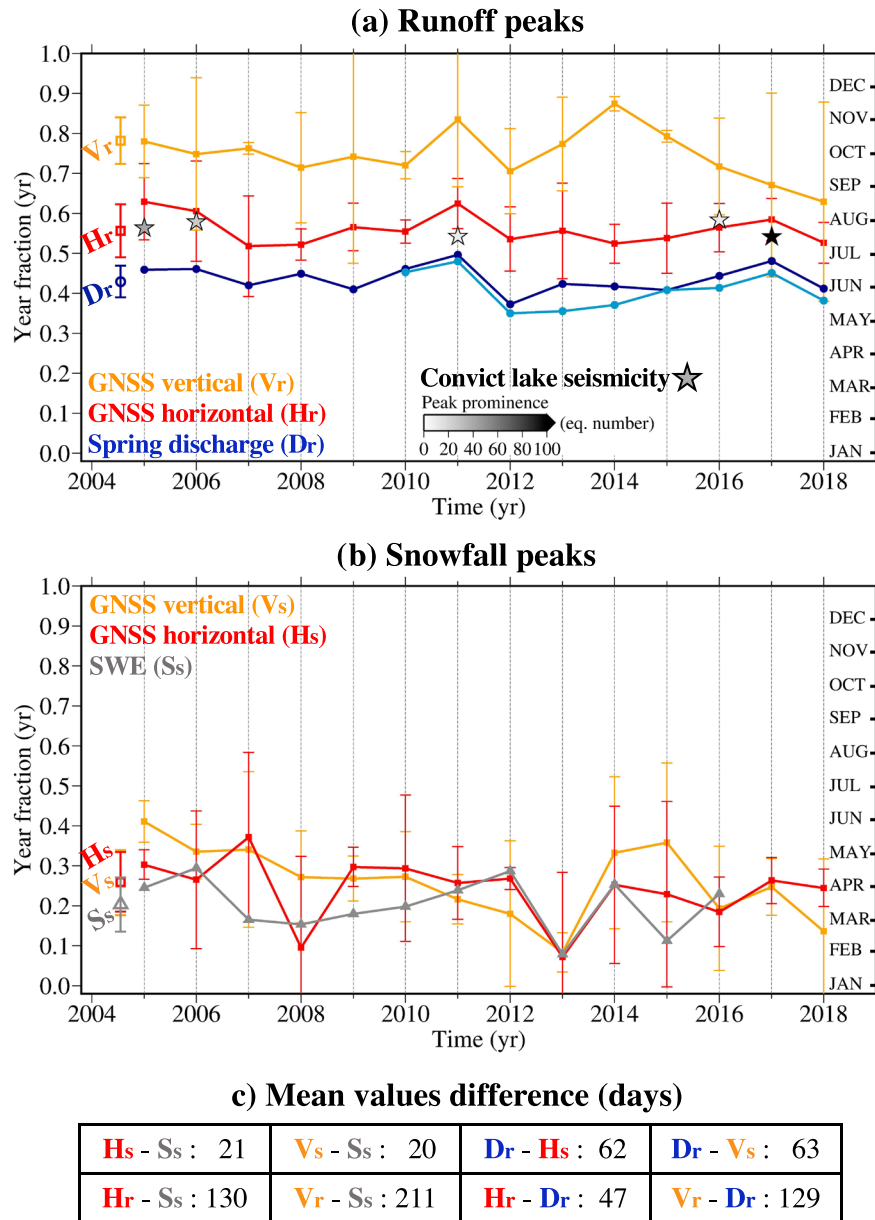 (a) Runoff peaks
1.0
0.9
0.8
0.7
0.6
0.5
0.4
0.3
0.2
0.1
0.0
Year fraction (yr)
Vr
Hr
Dr
DEC
NOV
OCT
SEP
AUG
JUL
JUN
MAY
APR
MAR
FEB
JAN
GNSS vertical (Vr)
GNSS horizontal (Hr)
Spring discharge (Dr)
Convict lake seismicity
Peak prominence
(eq. number)
0 20 40 60 80 100
2004 2006 2008 2010 2012 2014 2016 2018
Time (yr)
(b) Snowfall peaks
GNSS vertical (Vs)
GNSS horizontal (Hs)
SWE (Ss)
1.0
0.9
0.8
0.7
0.6
0.5
0.4
0.3
0.2
0.1
0.0
Year fraction (yr)
Hs
Vs
Ss
DEC
NOV
OCT
SEP
AUG
JUL
JUN
MAY
APR
MAR
FEB
JAN
2004 2006 2008 2010 2012 2014 2016 2018
Time (yr)
c) Mean values difference (days)
Hs - Ss : 21 Vs - Ss : 20 Dr - Hs : 62 Dr - Vs : 63
Hr - Ss : 130 Vr - Ss : 211 Hr - Dr : 47 Vr - Dr : 129